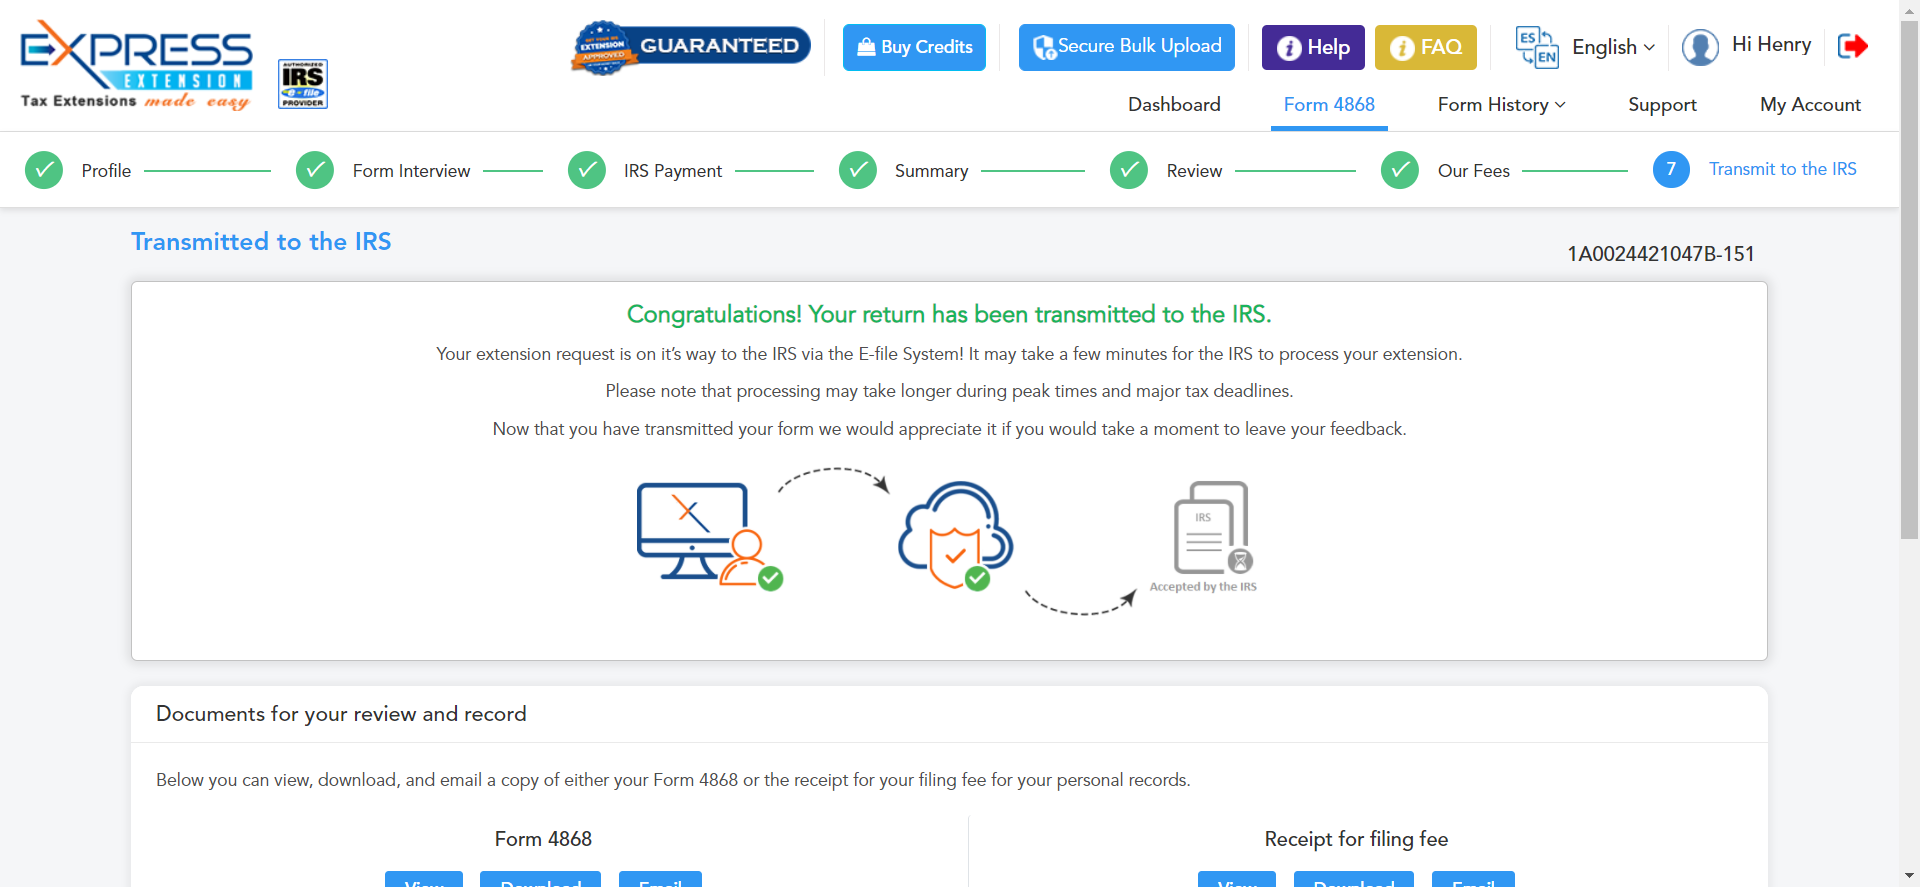 EXPRESS
EXTENSION
Tax Extensions made easy
AUTHORIZED
IRS
e-file
PROVIDER
GET YOUR IRS
EXTENSION
APPROVED
GUARANTEED
Buy Credits
Secure Bulk Upload
i Help
i FAQ
ES
EN
English
Hi Henry
Dashboard
Form 4868
Form History
Support
My Account
Profile
Form Interview
IRS Payment
Summary
Review
Our Fees
7 Transmit to the IRS
Transmitted to the IRS
1A0024421047B-151
Congratulations! Your return has been transmitted to the IRS.
Your extension request is on it’s way to the IRS via the E-file System! It may take a few minutes for the IRS to process your extension.
Please note that processing may take longer during peak times and major tax deadlines.
Now that you have transmitted your form we would appreciate it if you would take a moment to leave your feedback.
IRS
Accepted by the IRS
Documents for your review and record
Below you can view, download, and email a copy of either your Form 4868 or the receipt for your filing fee for your personal records.
Form 4868
Receipt for filing fee
View Download Email
View Download Email